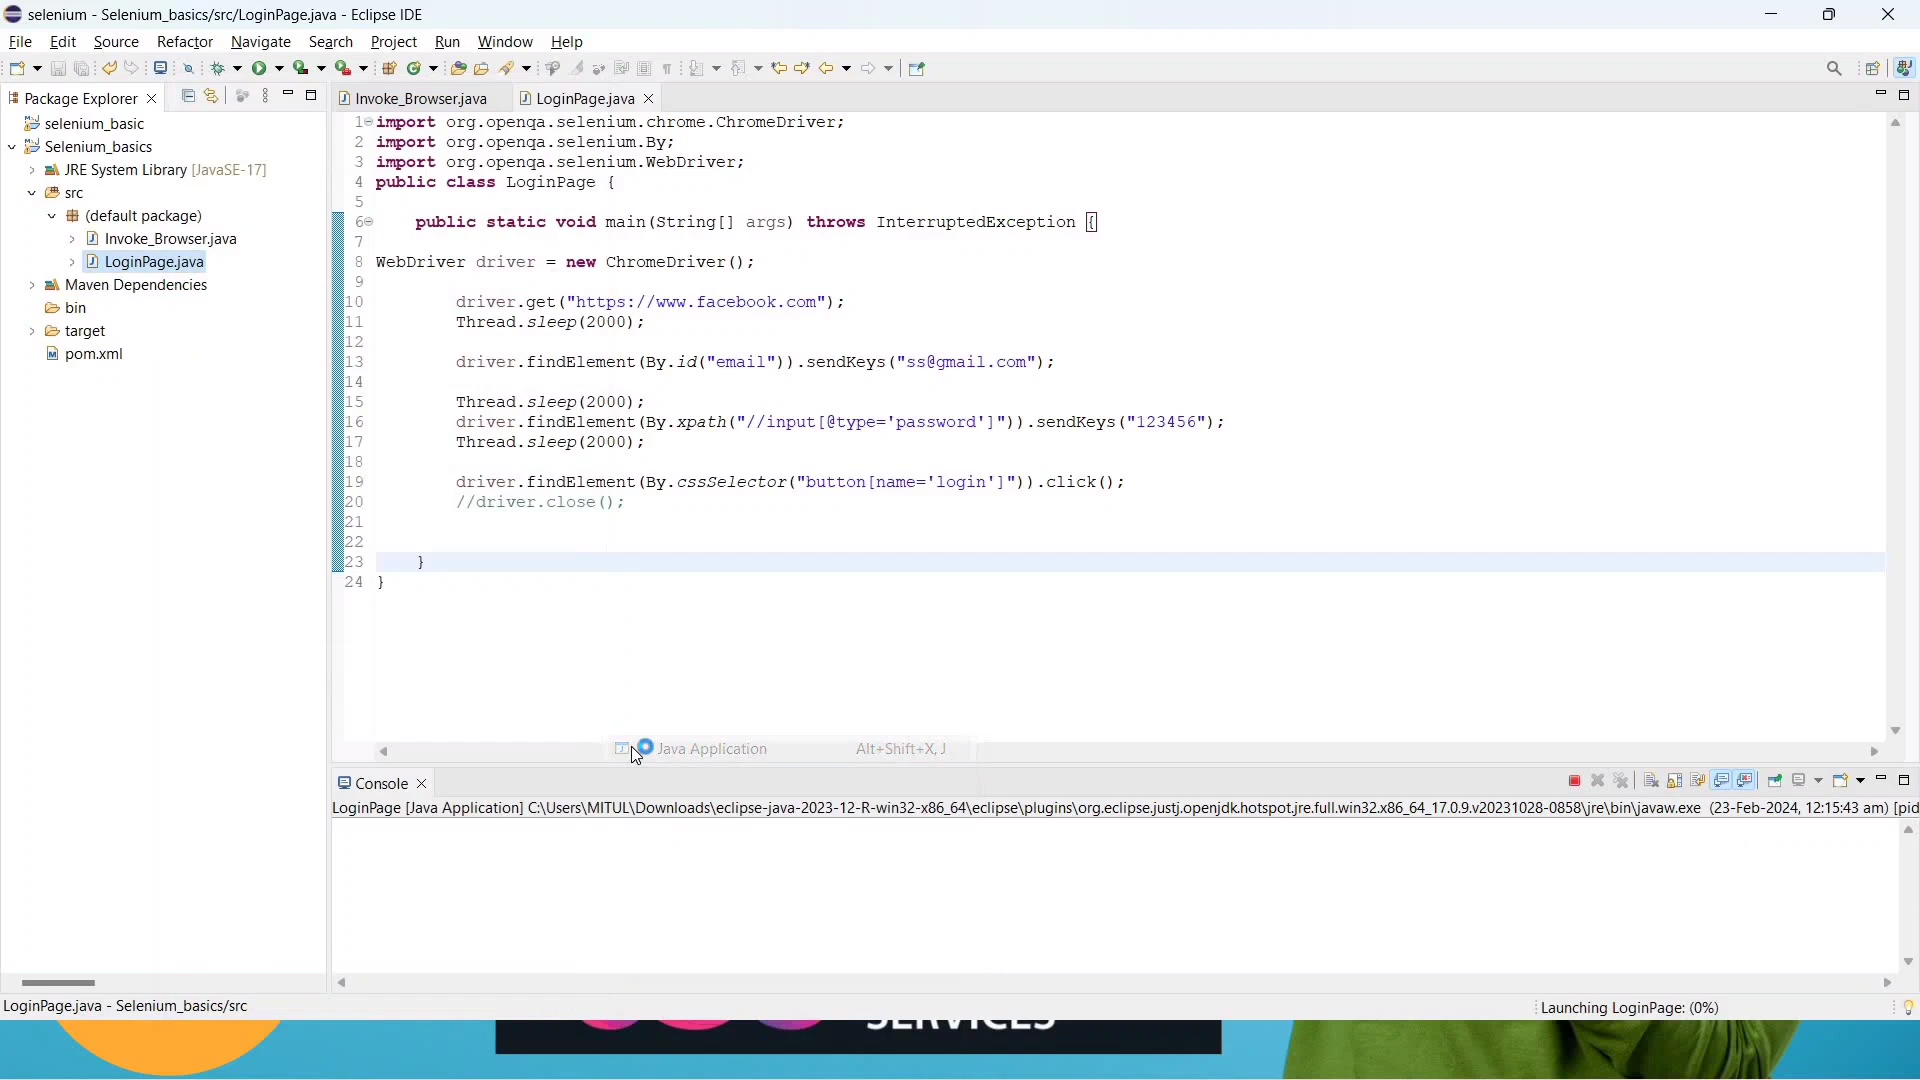 selenium - Selenium_basics/src/LoginPage.java - Eclipse IDE
File Edit Source Refactor Navigate Search Project Run Window Help
Package Explorer
selenium_basic
Selenium_basics
JRE System Library [JavaSE-17]
src
(default package)
Invoke_Browser.java
LoginPage.java
Maven Dependencies
bin
target
pom.xml
Invoke_Browser.java LoginPage.java
1 import org.openqa.selenium.chrome.ChromeDriver;
2 import org.openqa.selenium.By;
3 import org.openqa.selenium.WebDriver;
4 public class LoginPage {
5
6 public static void main(String[] args) throws InterruptedException {
7
8 WebDriver driver = new ChromeDriver();
9
10 driver.get("https://www.facebook.com");
11 Thread.sleep(2000);
12
13 driver.findElement(By.id("email")).sendKeys("ss@gmail.com");
14
15 Thread.sleep(2000);
16 driver.findElement(By.xpath("//input[@type='password']")).sendKeys("123456");
17 Thread.sleep(2000);
18
19 driver.findElement(By.cssSelector("button[name='login']")).click();
20 //driver.close();
21
22
23 }
24 }
Java Application Alt+Shift+X, J
Console
LoginPage [Java Application] C:\Users\MITUL\Downloads\eclipse-java-2023-12-R-win32-x86_64\eclipse\plugins\org.eclipse.justj.openjdk.hotspot.jre.full.win32.x86_64_17.0.9.v20231028-0858\jre\bin\javaw.exe (23-Feb-2024, 12:15:43 am) [pid
LoginPage.java - Selenium_basics/src
Launching LoginPage: (0%)
SERVICES